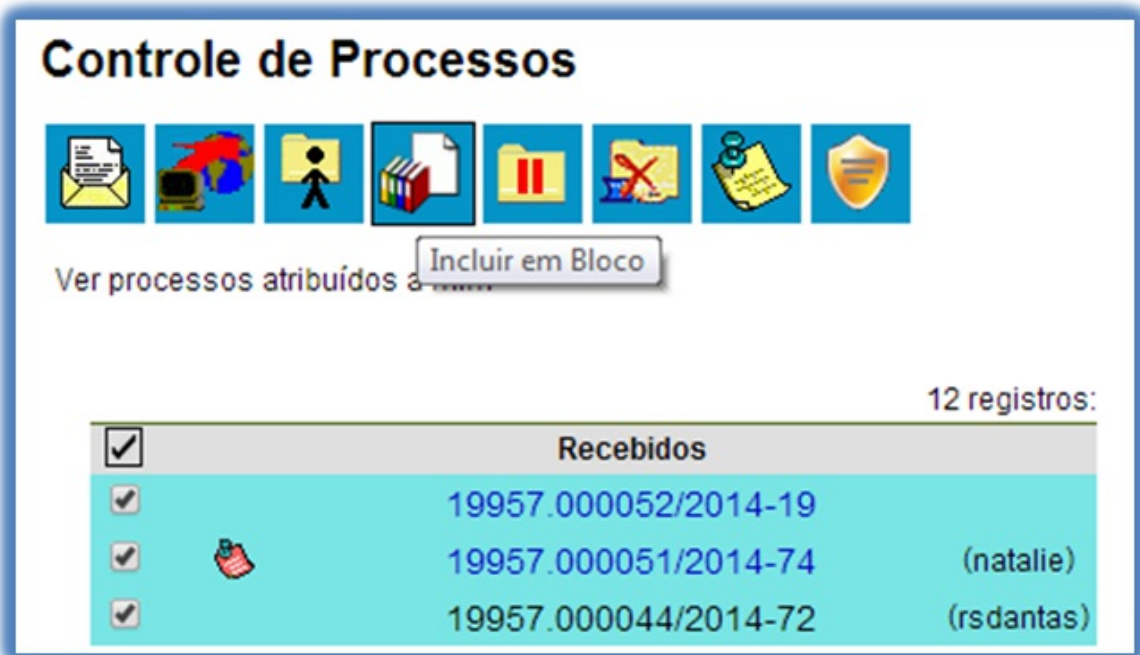 Controle de Processos
Incluir em Bloco
Ver processos atribuídos a
12 registros:
Recebidos
19957.000052/2014-19
19957.000051/2014-74 (natalie)
19957.000044/2014-72 (rsdantas)